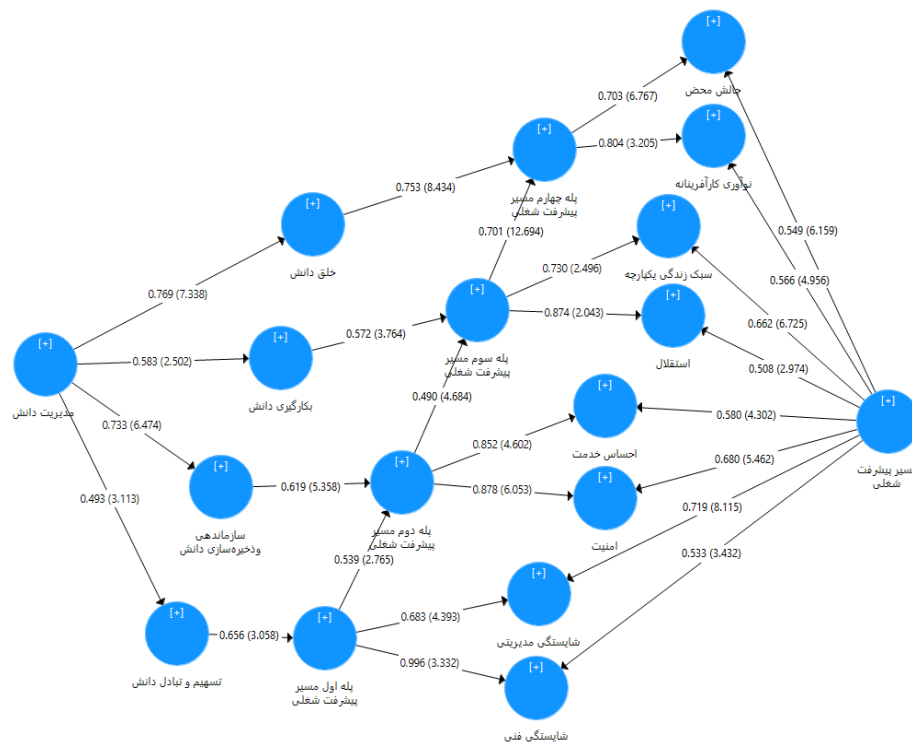 [+]
چالش محض
0.703 (6.767)
[+]
0.804 (3.205)
نوآوری کارآفرینانه
[+]
پله چهارم مسیر
پیشرفت شغلی
0.753 (8.434)
[+]
خلق دانش
0.701 (12.694)
[+]
سبک زندگی یکپارچه
0.730 (2.496)
0.549 (6.159)
0.566 (4.956)
0.769 (7.338)
[+]
پله سوم مسیر
پیشرفت شغلی
0.874 (2.043)
[+]
استقلال
0.662 (6.725)
0.508 (2.974)
[+]
مدیریت دانش
0.583 (2.502)
[+]
بکارگیری دانش
0.572 (3.764)
0.490 (4.684)
[+]
احساس خدمت
0.852 (4.602)
0.580 (4.302)
[+]
مسیر پیشرفت
شغلی
0.733 (6.474)
[+]
سازماندهی
وذخیره‌سازی دانش
0.619 (5.358)
[+]
پله دوم مسیر
پیشرفت شغلی
0.878 (6.053)
[+]
امنیت
0.680 (5.462)
0.719 (8.115)
0.533 (3.432)
0.493 (3.113)
0.539 (2.765)
[+]
تسهیم و تبادل دانش
0.656 (3.058)
[+]
پله اول مسیر
پیشرفت شغلی
0.683 (4.393)
[+]
شایستگی مدیریتی
0.996 (3.332)
[+]
شایستگی فنی